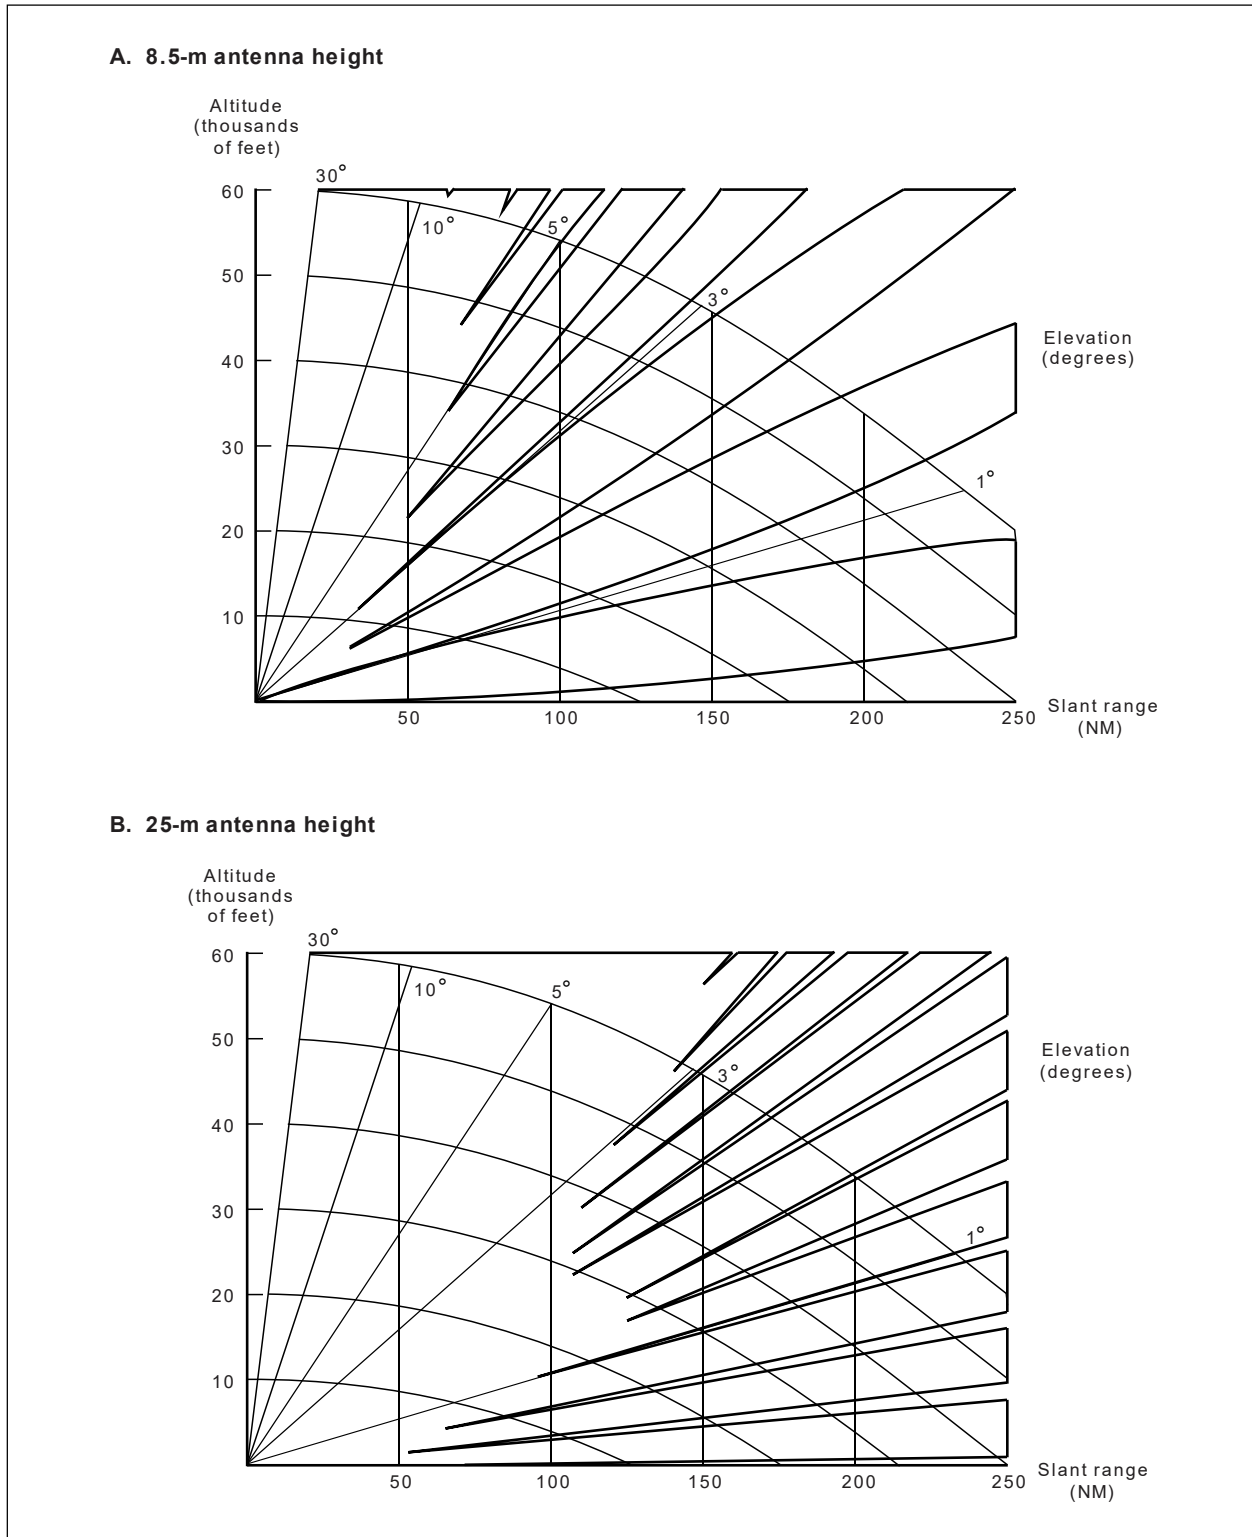 A. 8.5-m antenna height
Altitude
(thousands
of feet)
30°
60
10°
5°
50
3°
40
Elevation
(degrees)
30
1°
20
10
50
100
150
200
250
Slant range
(NM)
B. 25-m antenna height
Altitude
(thousands
of feet)
30°
60
10°
5°
50
3°
Elevation
(degrees)
40
30
1°
20
10
50
100
150
200
250
Slant range
(NM)